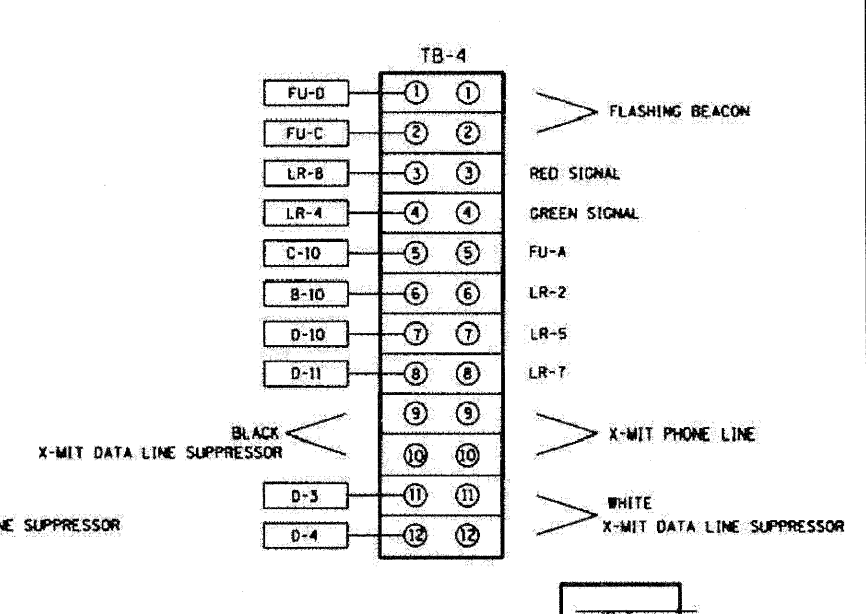 TB-4
FU-D 1 1
FLASHING BEACON
FU-C 2 2
LR-8 3 3 RED SIGNAL
LR-4 4 4 GREEN SIGNAL
C-10 5 5 FU-A
B-10 6 6 LR-2
D-10 7 7 LR-5
D-11 8 8 LR-7
9 9
BLACK
X-MIT DATA LINE SUPPRESSOR
X-MIT PHONE LINE
10 10
D-3 11 11
WHITE
X-MIT DATA LINE SUPPRESSOR
NE SUPPRESSOR
D-4 12 12